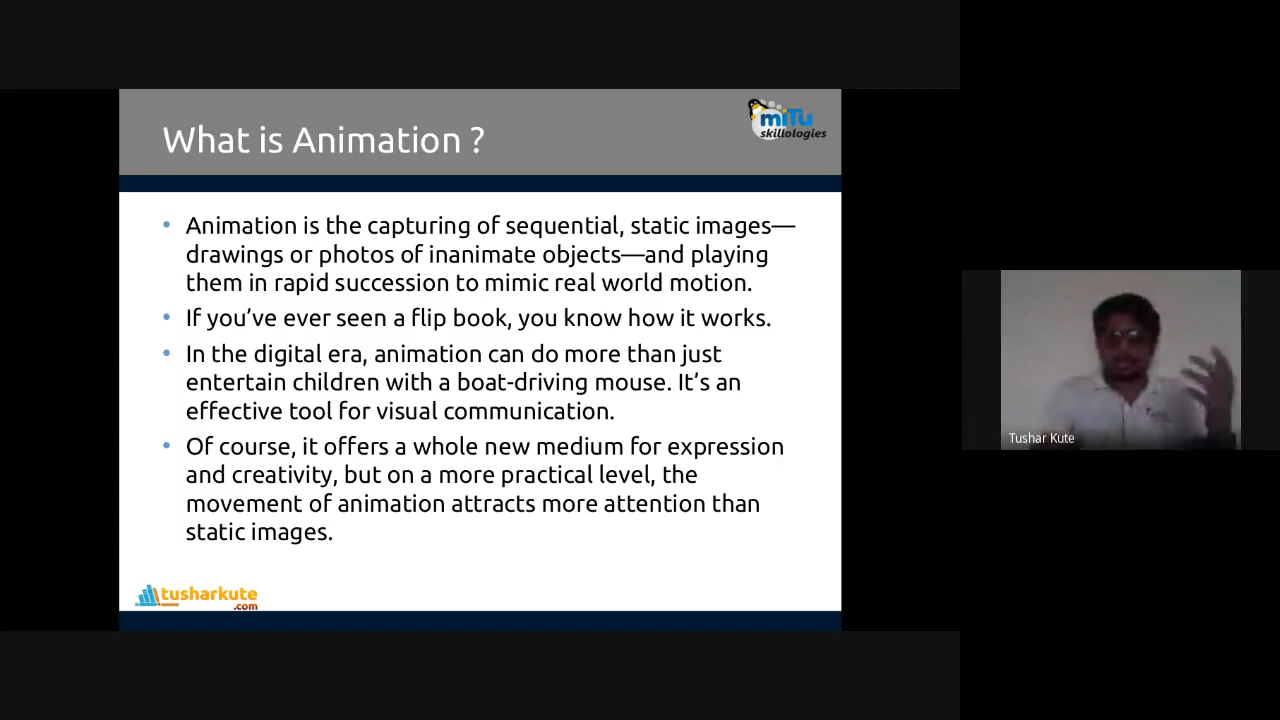 What is Animation ?
miTu
skillologies
Animation is the capturing of sequential, static images—
drawings or photos of inanimate objects—and playing
them in rapid succession to mimic real world motion.
If you’ve ever seen a flip book, you know how it works.
In the digital era, animation can do more than just
entertain children with a boat-driving mouse. It’s an
effective tool for visual communication.
Of course, it offers a whole new medium for expression
and creativity, but on a more practical level, the
movement of animation attracts more attention than
static images.
tusharkute
.com
Tushar Kute